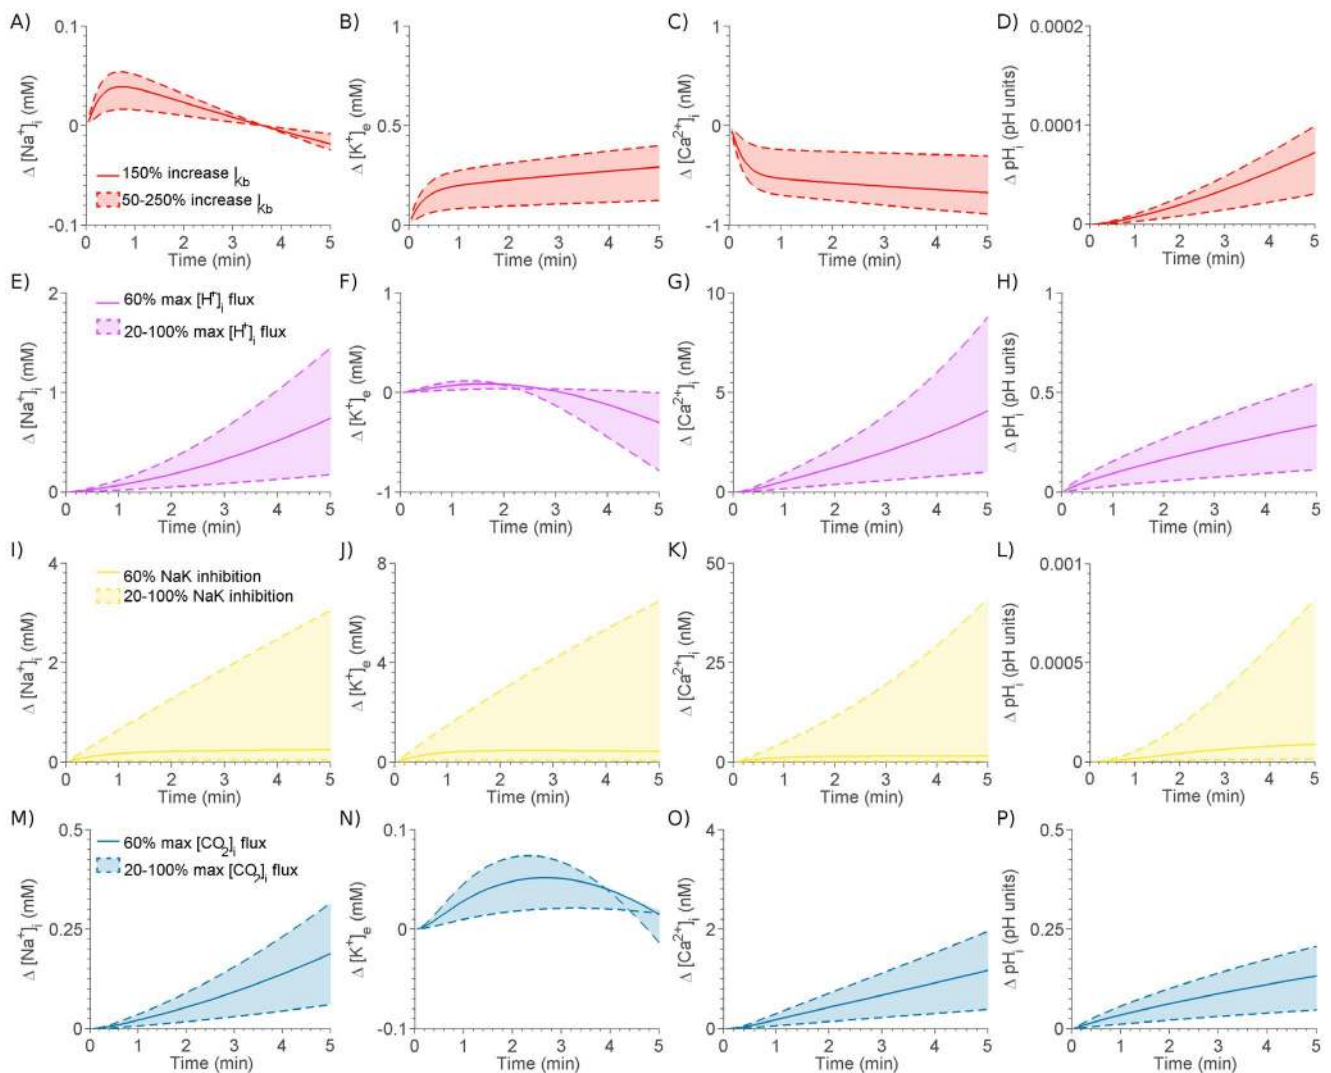 A)
0.1
0
-0.1
Δ [Na⁺]ᵢ (mM)
150% increase J_Kb
50-250% increase J_Kb
0 1 2 3 4 5
Time (min)
B)
1
0.5
0
Δ [K⁺]ₑ (mM)
0 1 2 3 4 5
Time (min)
C)
1
0
-1
Δ [Ca²⁺]ᵢ (nM)
0 1 2 3 4 5
Time (min)
D)
0.0002
0.0001
0
Δ pHᵢ (pH units)
0 1 2 3 4 5
Time (min)
E)
2
1
0
Δ [Na⁺]ᵢ (mM)
60% max [H⁺]ᵢ flux
20-100% max [H⁺]ᵢ flux
0 1 2 3 4 5
Time (min)
F)
1
0
-1
Δ [K⁺]ₑ (mM)
0 1 2 3 4 5
Time (min)
G)
10
5
0
Δ [Ca²⁺]ᵢ (nM)
0 1 2 3 4 5
Time (min)
H)
1
0.5
0
Δ pHᵢ (pH units)
0 1 2 3 4 5
Time (min)
I)
4
2
0
Δ [Na⁺]ᵢ (mM)
60% NaK inhibition
20-100% NaK inhibition
0 1 2 3 4 5
Time (min)
J)
8
4
0
Δ [K⁺]ₑ (mM)
0 1 2 3 4 5
Time (min)
K)
50
25
0
Δ [Ca²⁺]ᵢ (nM)
0 1 2 3 4 5
Time (min)
L)
0.001
0.0005
0
Δ pHᵢ (pH units)
0 1 2 3 4 5
Time (min)
M)
0.5
0.25
0
Δ [Na⁺]ᵢ (mM)
60% max [CO₂]ᵢ flux
20-100% max [CO₂]ᵢ flux
0 1 2 3 4 5
Time (min)
N)
0.1
0
-0.1
Δ [K⁺]ₑ (mM)
0 1 2 3 4 5
Time (min)
O)
4
2
0
Δ [Ca²⁺]ᵢ (nM)
0 1 2 3 4 5
Time (min)
P)
0.5
0.25
0
Δ pHᵢ (pH units)
0 1 2 3 4 5
Time (min)